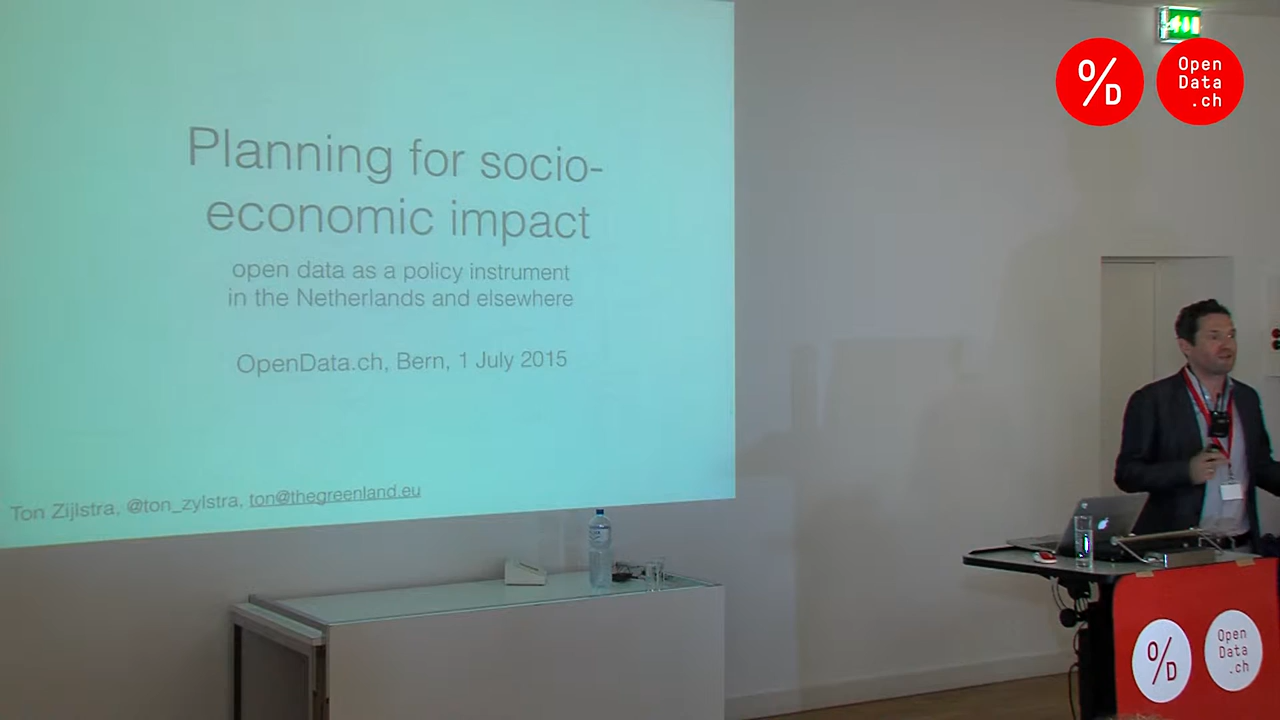 Planning for socio-
economic impact
open data as a policy instrument
in the Netherlands and elsewhere
OpenData.ch, Bern, 1 July 2015
Ton Zijlstra, @ton_zylstra, ton@thegreenland.eu
%D
Open
Data
.ch
%D
Open
Data
.ch